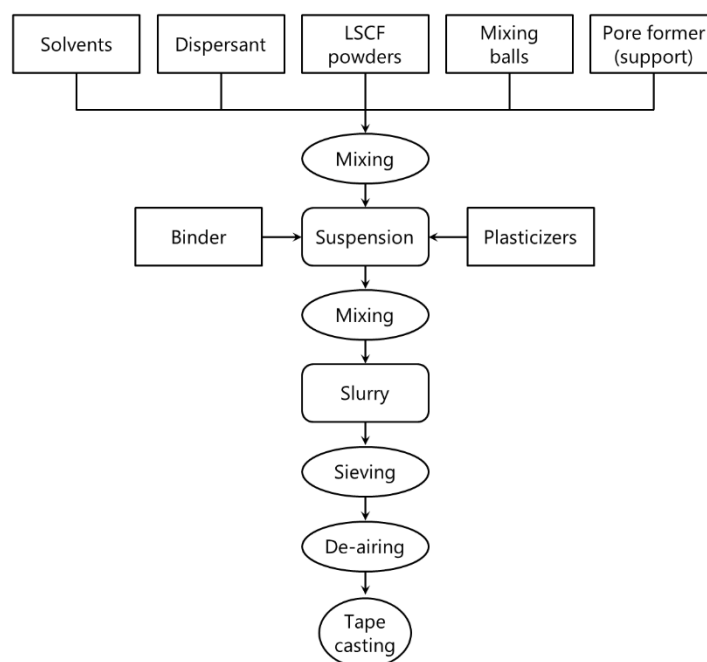 Solvents
Dispersant
LSCF
powders
Mixing
balls
Pore former
(support)
Mixing
Binder
Suspension
Plasticizers
Mixing
Slurry
Sieving
De-airing
Tape
casting